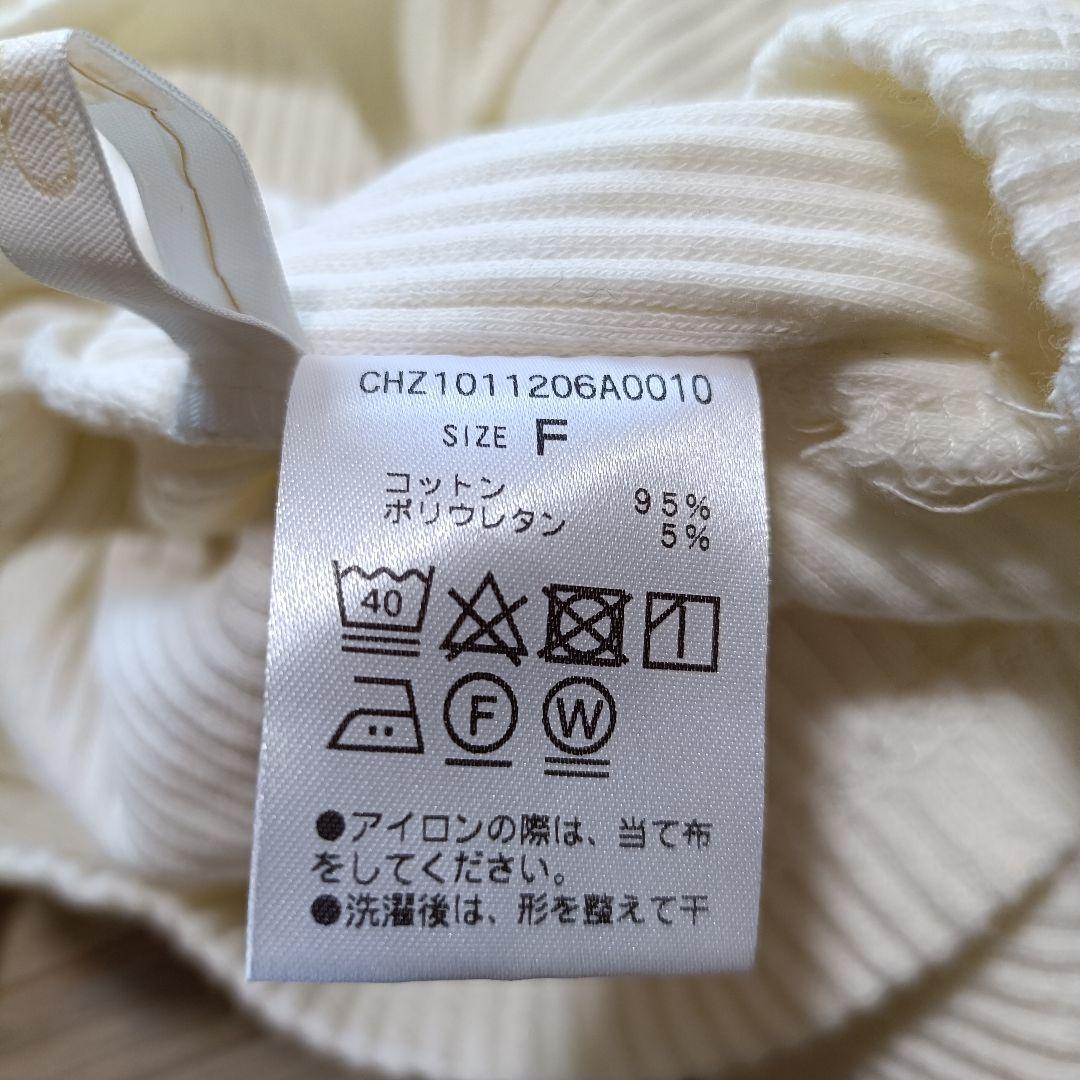 CHZ1011206A0010
SIZE F
コットン 95%
ポリウレタン 5%
40
F W
●アイロンの際は、当て布
をしてください。
●洗濯後は、形を整えて干